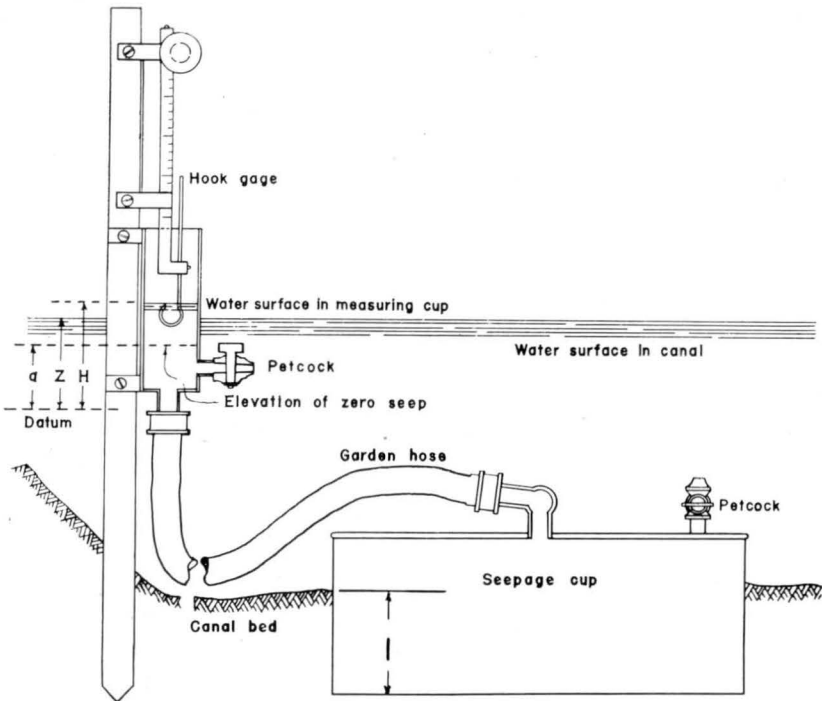 Hook gage
Water surface in measuring cup
Water surface in canal
Petcock
a Z H
Elevation of zero seep
Datum
Garden hose
Petcock
Seepage cup
l
Canal bed